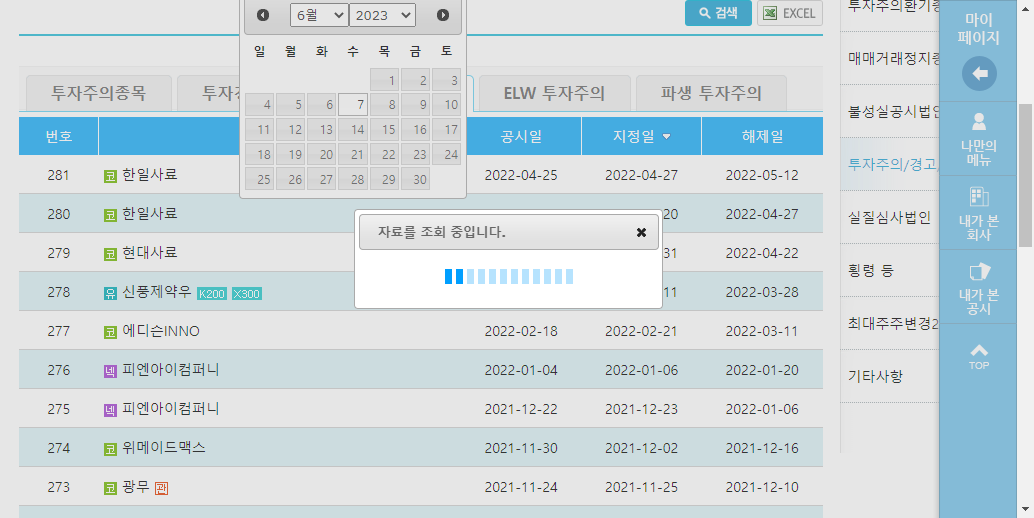 6월 2023
검색
EXCEL
일 월 화 수 목 금 토
1 2 3
4 5 6 7 8 9 10
11 12 13 14 15 16 17
18 19 20 21 22 23 24
25 26 27 28 29 30
투자주의종목
ELW 투자주의
파생 투자주의
번호 공시일 지정일 해제일
281 코 한일사료 2022-04-25 2022-04-27 2022-05-12
280 코 한일사료 20 2022-04-27
279 코 현대사료 31 2022-04-22
278 유 신풍제약우 K200 X300 11 2022-03-28
277 코 에디슨INNO 2022-02-18 2022-02-21 2022-03-11
276 넥 피엔아이컴퍼니 2022-01-04 2022-01-06 2022-01-20
275 넥 피엔아이컴퍼니 2021-12-22 2021-12-23 2022-01-06
274 코 위메이드맥스 2021-11-30 2021-12-02 2021-12-16
273 코 광무 관 2021-11-24 2021-11-25 2021-12-10
자료를 조회 중입니다.
투자주의환기종
매매거래정지종
불성실공시법인
투자주의/경고/
실질심사법인
횡령 등
최대주주변경2
기타사항
마이
페이지
나만의
메뉴
내가 본
회사
내가 본
공시
TOP